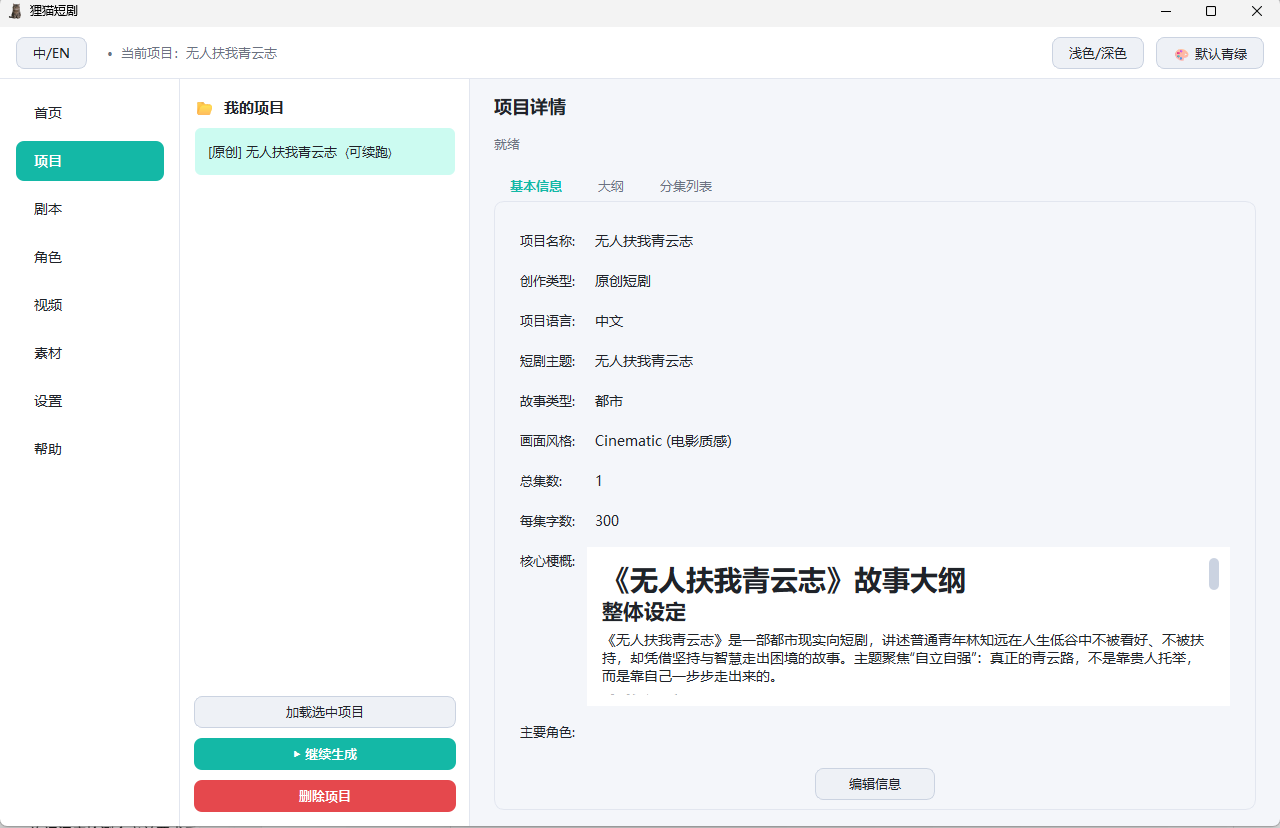 狸猫短剧
中/EN
• 当前项目：无人扶我青云志
浅色/深色
默认青绿
首页
项目
剧本
角色
视频
素材
设置
帮助
我的项目
[原创] 无人扶我青云志（可续跑）
加载选中项目
▸ 继续生成
删除项目
项目详情
就绪
基本信息 大纲 分集列表
项目名称: 无人扶我青云志
创作类型: 原创短剧
项目语言: 中文
短剧主题: 无人扶我青云志
故事类型: 都市
画面风格: Cinematic (电影质感)
总集数: 1
每集字数: 300
核心梗概:
《无人扶我青云志》故事大纲
整体设定
《无人扶我青云志》是一部都市现实向短剧，讲述普通青年林知远在人生低谷中不被看好、不被扶
持，却凭借坚持与智慧走出困境的故事。主题聚焦“自立自强”：真正的青云路，不是靠贵人托举，
而是靠自己一步步走出来的。
主要角色:
编辑信息